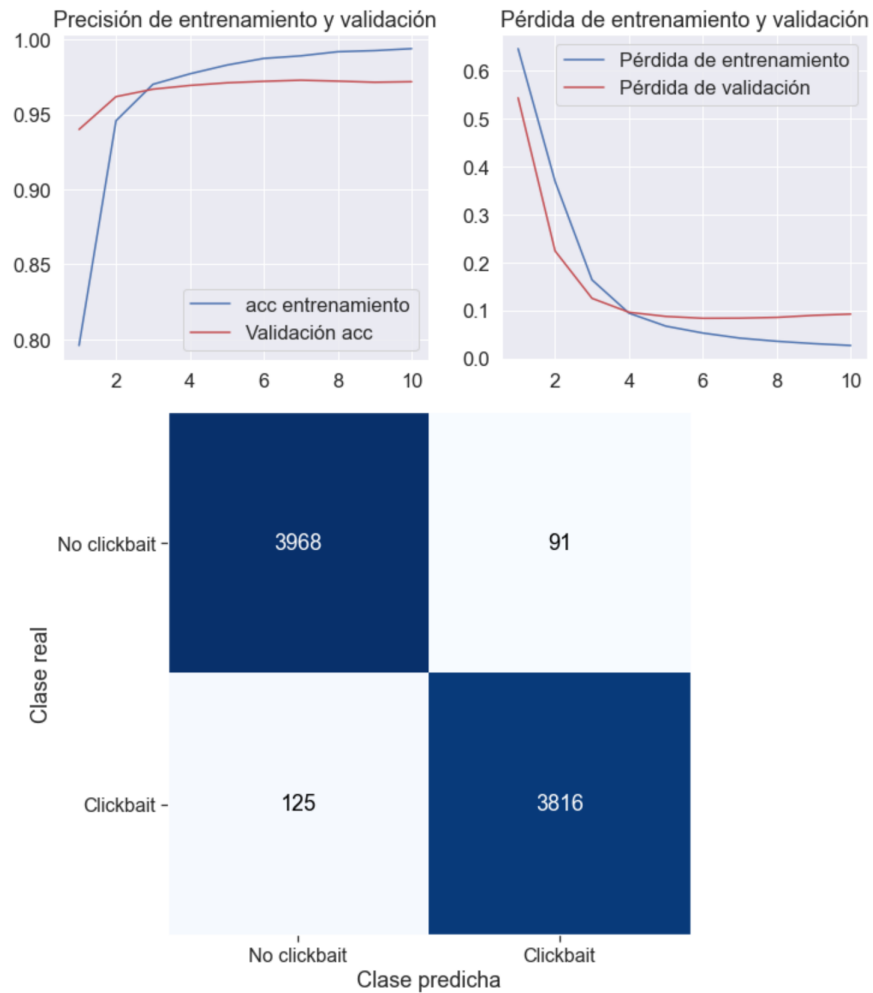 Precisión de entrenamiento y validación
1.00
0.95
0.90
0.85
0.80
acc entrenamiento
Validación acc
2 4 6 8 10
Pérdida de entrenamiento y validación
0.6
0.5
0.4
0.3
0.2
0.1
0.0
Pérdida de entrenamiento
Pérdida de validación
2 4 6 8 10
Clase real
No clickbait
3968 91
Clickbait
125 3816
No clickbait Clickbait
Clase predicha